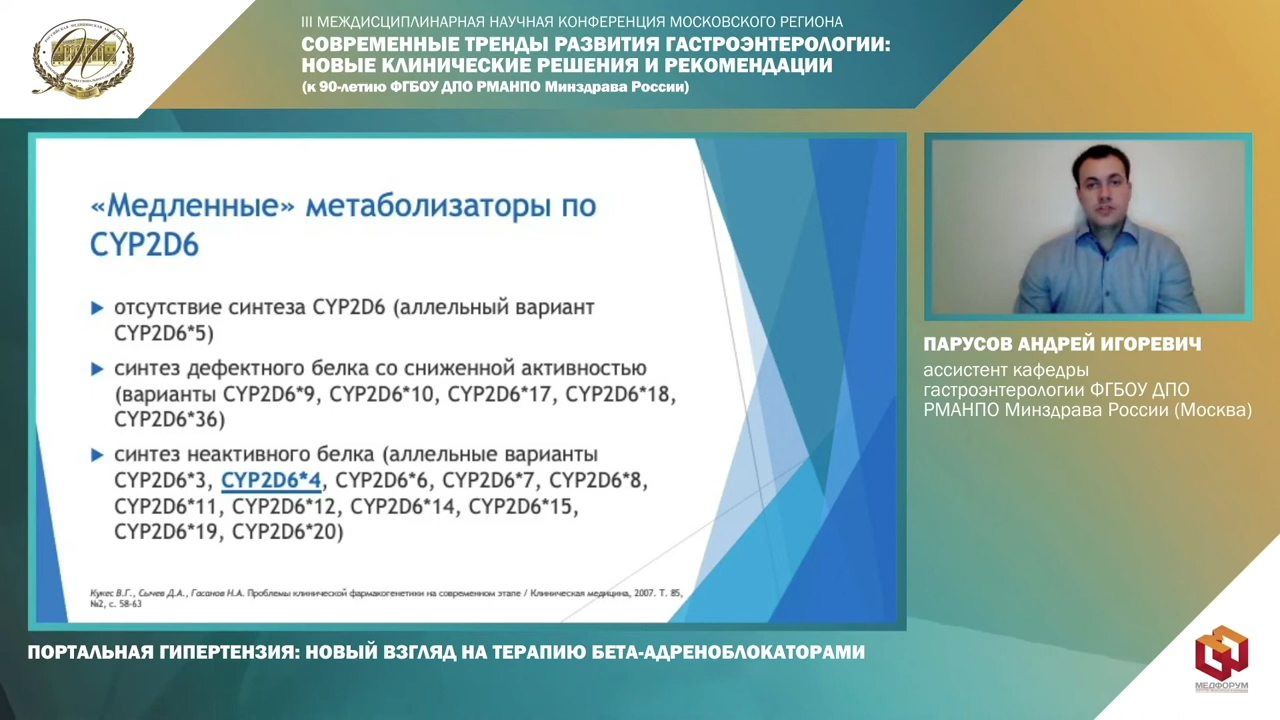 III МЕЖДИСЦИПЛИНАРНАЯ НАУЧНАЯ КОНФЕРЕНЦИЯ МОСКОВСКОГО РЕГИОНА
СОВРЕМЕННЫЕ ТРЕНДЫ РАЗВИТИЯ ГАСТРОЭНТЕРОЛОГИИ:
НОВЫЕ КЛИНИЧЕСКИЕ РЕШЕНИЯ И РЕКОМЕНДАЦИИ
(к 90-летию ФГБОУ ДПО РМАНПО Минздрава России)
«Медленные» метаболизаторы по
CYP2D6
отсутствие синтеза CYP2D6 (аллельный вариант
CYP2D6*5)
синтез дефектного белка со сниженной активностью
(варианты CYP2D6*9, CYP2D6*10, CYP2D6*17, CYP2D6*18,
CYP2D6*36)
синтез неактивного белка (аллельные варианты
CYP2D6*3, CYP2D6*4, CYP2D6*6, CYP2D6*7, CYP2D6*8,
CYP2D6*11, CYP2D6*12, CYP2D6*14, CYP2D6*15,
CYP2D6*19, CYP2D6*20)
Кукес В.Г., Сычев Д.А., Гасанов Н.А. Проблемы клинической фармакогенетики на современном этапе / Клиническая медицина, 2007. Т. 85,
№2, с. 58-63
ПАРУСОВ АНДРЕЙ ИГОРЕВИЧ
ассистент кафедры
гастроэнтерологии ФГБОУ ДПО
РМАНПО Минздрава России (Москва)
ПОРТАЛЬНАЯ ГИПЕРТЕНЗИЯ: НОВЫЙ ВЗГЛЯД НА ТЕРАПИЮ БЕТА-АДРЕНОБЛОКАТОРАМИ
МЕДФОРУМ